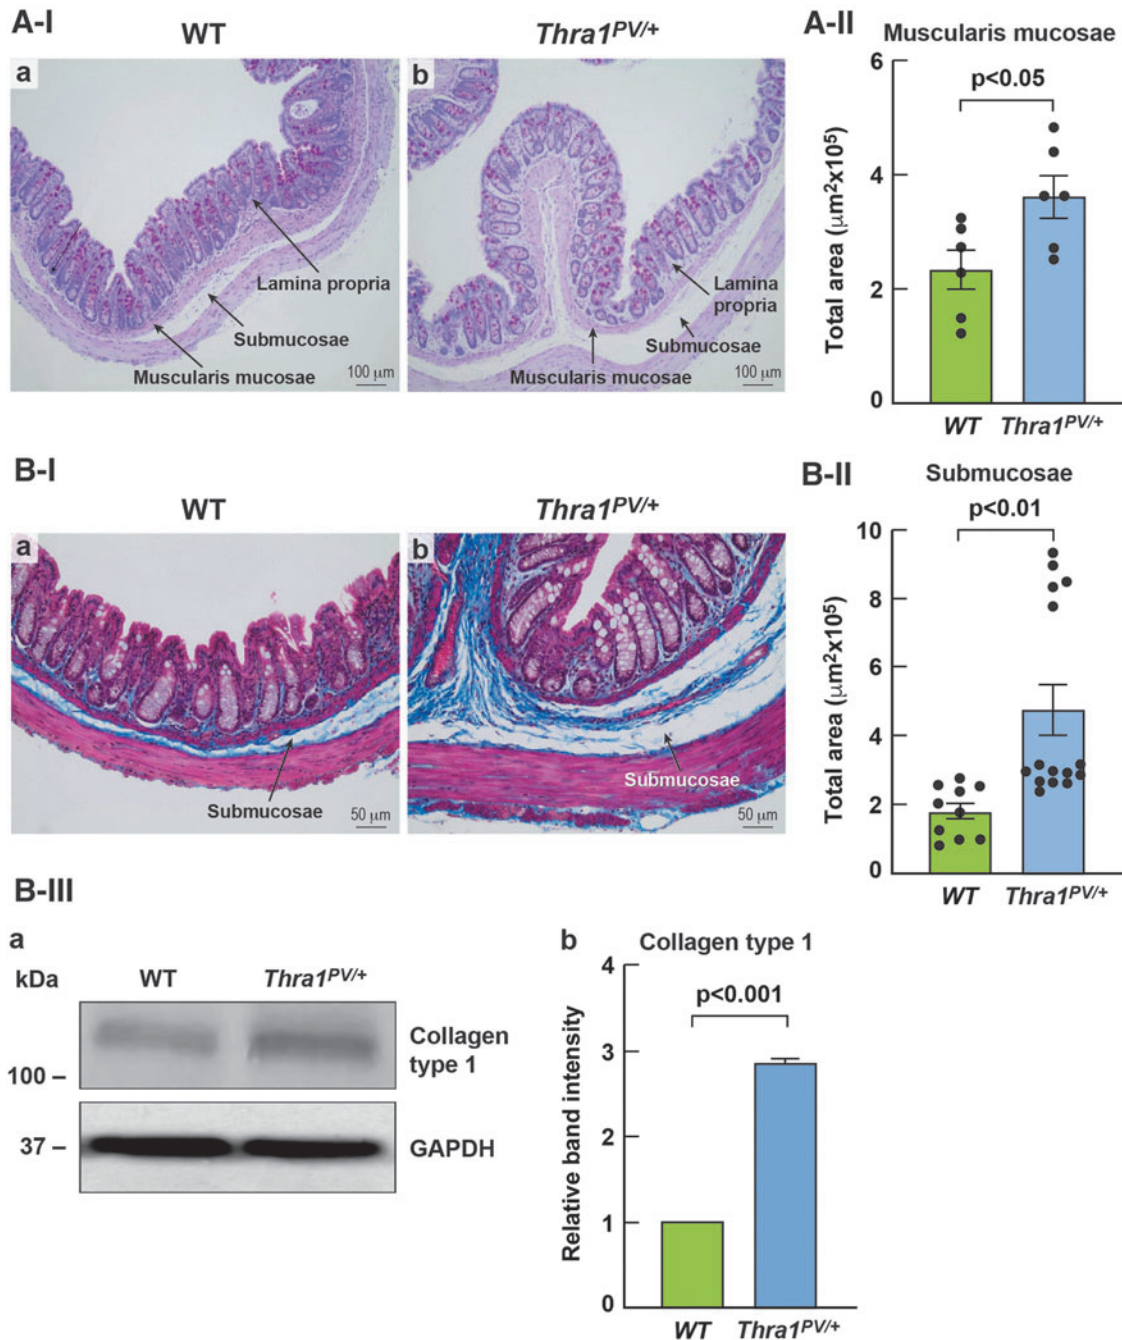 A-I
WT
Thra1PV/+
a
b
Lamina propria
Submucosae
Muscularis mucosae
100 μm
Lamina
propria
Submucosae
Muscularis mucosae
100 μm
A-II
Muscularis mucosae
p<0.05
Total area (μm²x10⁵)
6
4
2
0
WT
Thra1PV/+
B-I
WT
Thra1PV/+
a
b
Submucosae
50 μm
Submucosae
50 μm
B-II
Submucosae
p<0.01
Total area (μm²x10⁵)
10
8
6
4
2
0
WT
Thra1PV/+
B-III
a
kDa
WT
Thra1PV/+
Collagen
type 1
100 –
37 –
GAPDH
b
Collagen type 1
p<0.001
Relative band intensity
4
3
2
1
0
WT
Thra1PV/+